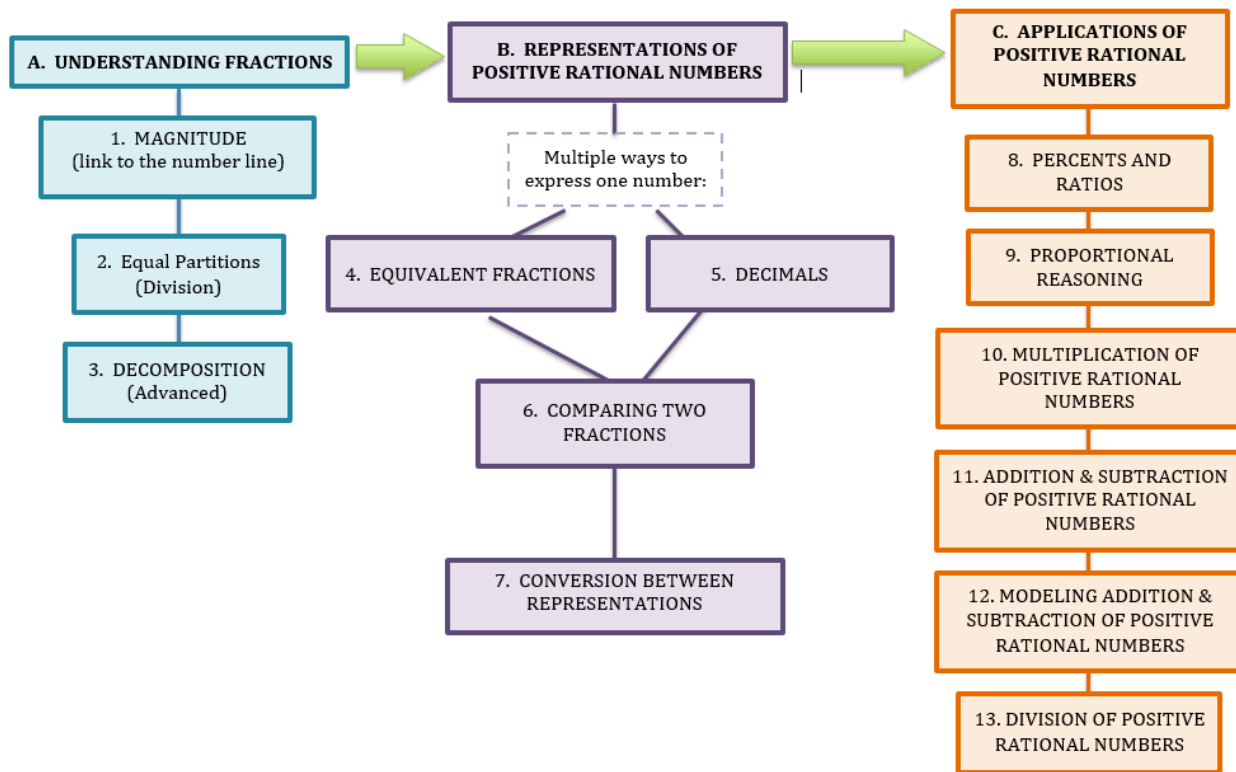 A. UNDERSTANDING FRACTIONS
1. MAGNITUDE
(link to the number line)
2. Equal Partitions
(Division)
3. DECOMPOSITION
(Advanced)
B. REPRESENTATIONS OF
POSITIVE RATIONAL NUMBERS
Multiple ways to
express one number:
4. EQUIVALENT FRACTIONS
5. DECIMALS
6. COMPARING TWO
FRACTIONS
7. CONVERSION BETWEEN
REPRESENTATIONS
C. APPLICATIONS OF
POSITIVE RATIONAL
NUMBERS
8. PERCENTS AND
RATIOS
9. PROPORTIONAL
REASONING
10. MULTIPLICATION OF
POSITIVE RATIONAL
NUMBERS
11. ADDITION & SUBTRACTION
OF POSITIVE RATIONAL
NUMBERS
12. MODELING ADDITION &
SUBTRACTION OF POSITIVE
RATIONAL NUMBERS
13. DIVISION OF POSITIVE
RATIONAL NUMBERS